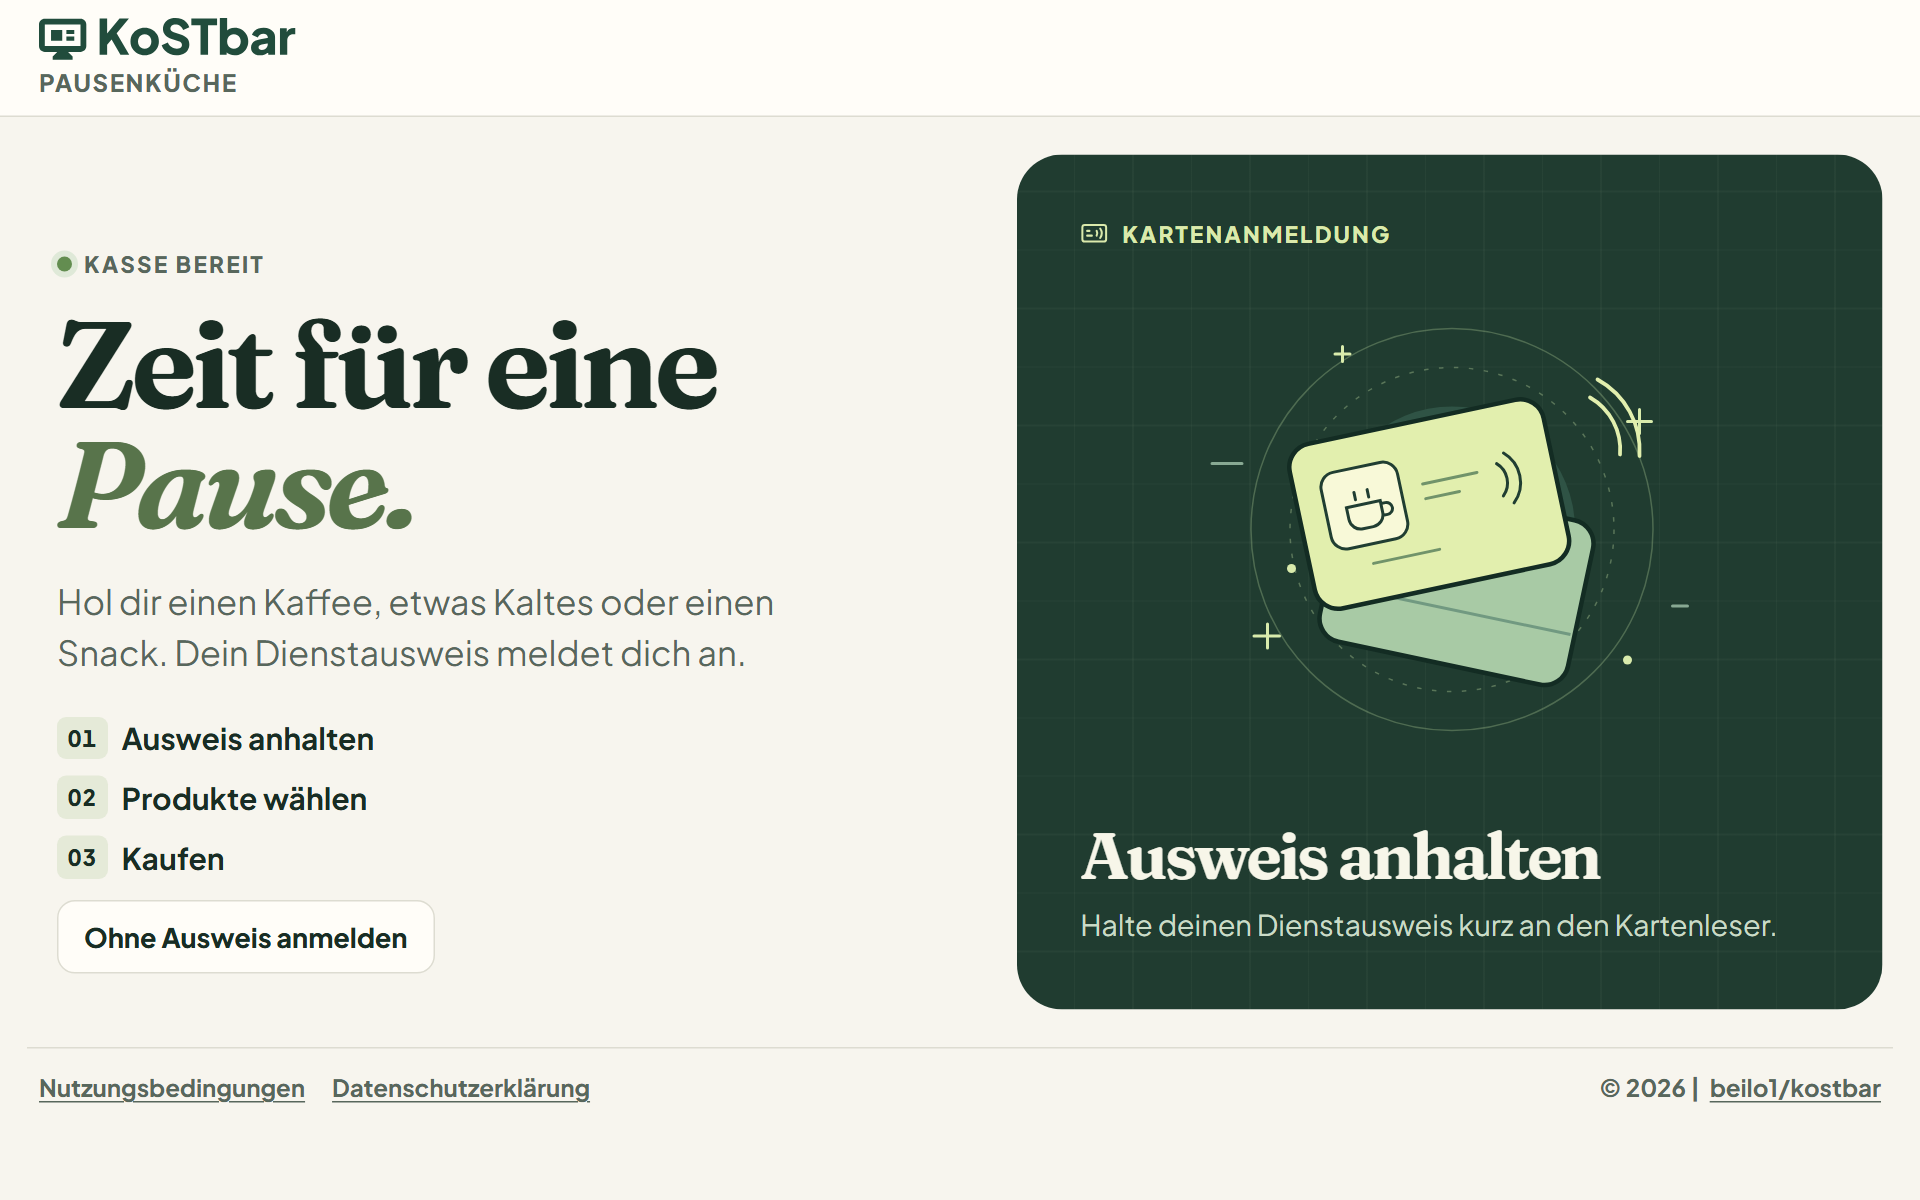 KoSTbar
PAUSENKÜCHE
KASSE BEREIT
Zeit für eine
Pause.
Hol dir einen Kaffee, etwas Kaltes oder einen
Snack. Dein Dienstausweis meldet dich an.
01 Ausweis anhalten
02 Produkte wählen
03 Kaufen
Ohne Ausweis anmelden
KARTENANMELDUNG
Ausweis anhalten
Halte deinen Dienstausweis kurz an den Kartenleser.
Nutzungsbedingungen Datenschutzerklärung
© 2026 | beilo1/kostbar